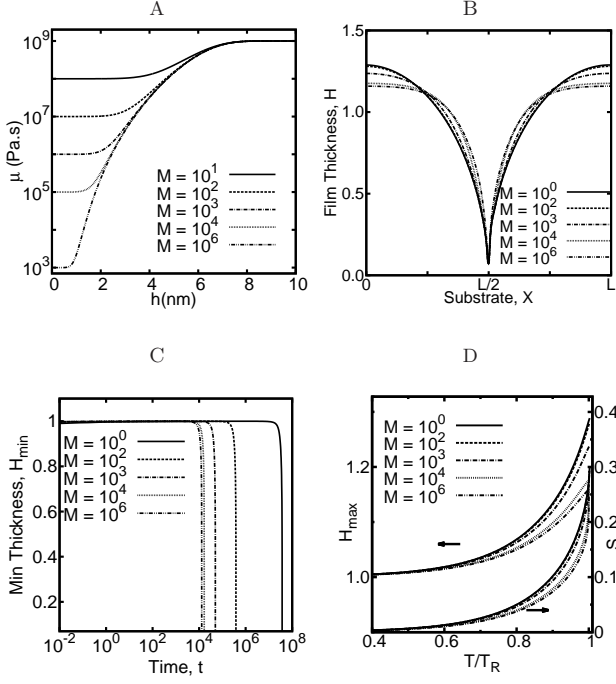 A
10^9
10^7
10^5
10^3
μ (Pa.s)
M = 10^1
M = 10^2
M = 10^3
M = 10^4
M = 10^6
0 2 4 6 8 10
h(nm)
B
1.5
1.0
0.5
0.0
Film Thickness, H
M = 10^0
M = 10^2
M = 10^3
M = 10^4
M = 10^6
0 L/2 L
Substrate, X
C
1
0.8
0.6
0.4
0.2
Min Thickness, H_min
M = 10^0
M = 10^2
M = 10^3
M = 10^4
M = 10^6
10^-2 10^0 10^2 10^4 10^6 10^8
Time, t
D
1.2
1.0
H_max
M = 10^0
M = 10^2
M = 10^3
M = 10^4
M = 10^6
0.4
0.3
0.2
0.1
0
S
0.4 0.6 0.8 1
T/T_R